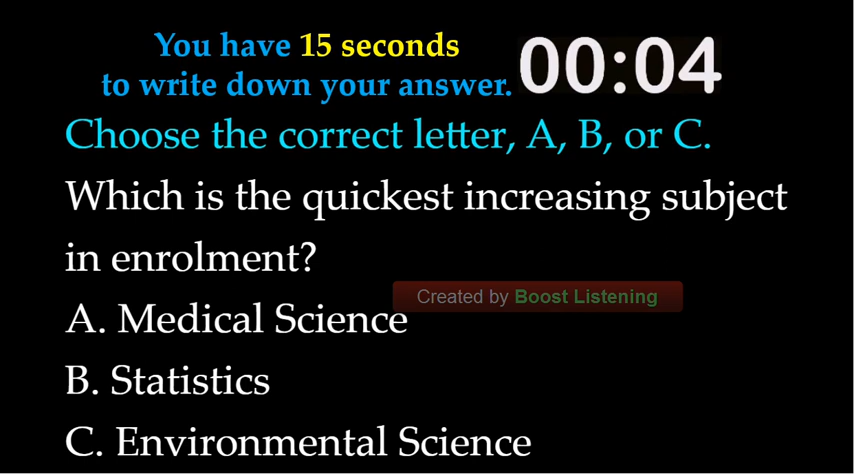 You have 15 seconds
to write down your answer.
00:04
Choose the correct letter, A, B, or C.
Which is the quickest increasing subject
in enrolment?
Created by Boost Listening
A. Medical Science
B. Statistics
C. Environmental Science